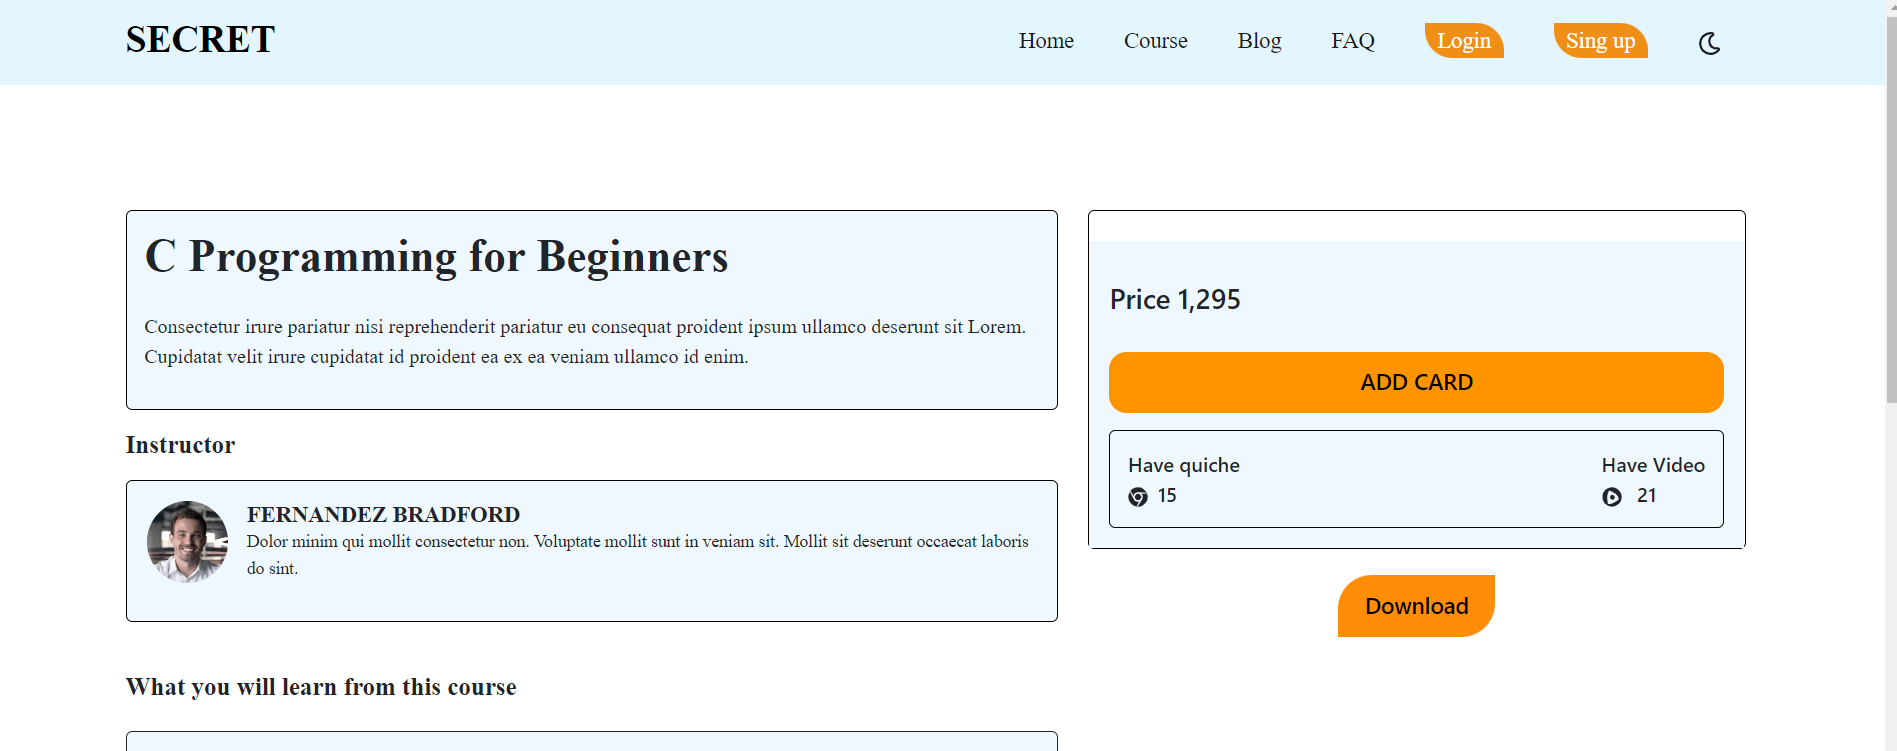 SECRET
Home Course Blog FAQ Login Sing up
C Programming for Beginners
Consectetur irure pariatur nisi reprehenderit pariatur eu consequat proident ipsum ullamco deserunt sit Lorem.
Cupidatat velit irure cupidatat id proident ea ex ea veniam ullamco id enim.
Instructor
FERNANDEZ BRADFORD
Dolor minim qui mollit consectetur non. Voluptate mollit sunt in veniam sit. Mollit sit deserunt occaecat laboris
do sint.
What you will learn from this course
Price 1,295
ADD CARD
Have quiche
15
Have Video
21
Download